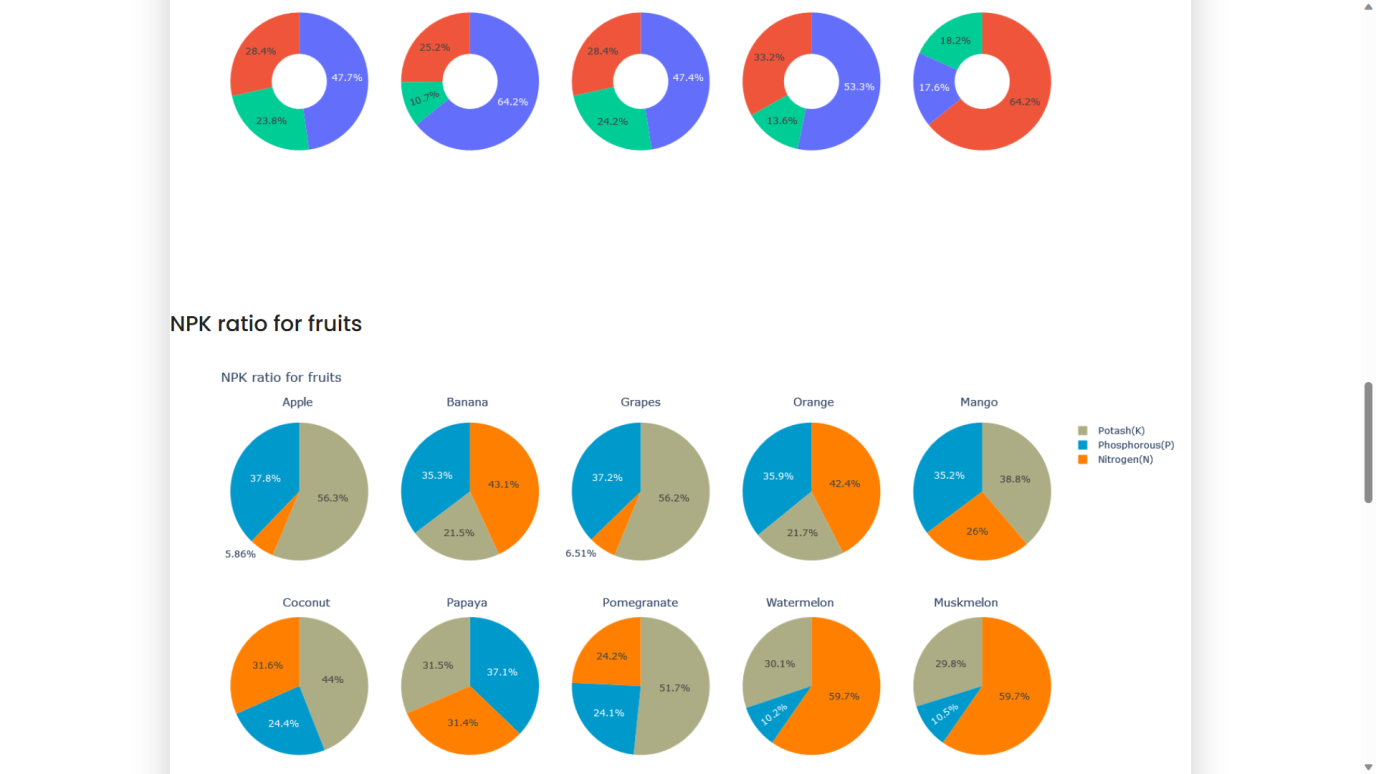 28.4% 47.7% 23.8% 25.2% 10.7% 64.2% 28.4% 47.4% 24.2% 33.2% 53.3% 13.6% 18.2% 17.6% 64.2%
NPK ratio for fruits
NPK ratio for fruits
Apple Banana Grapes Orange Mango
Potash(K)
Phosphorous(P)
Nitrogen(N)
37.8% 56.3% 5.86% 35.3% 43.1% 21.5% 37.2% 56.2% 6.51% 35.9% 42.4% 21.7% 35.2% 38.8% 26%
Coconut Papaya Pomegranate Watermelon Muskmelon
31.6% 44% 24.4% 31.5% 37.1% 31.4% 24.2% 51.7% 24.1% 30.1% 59.7% 10.2% 29.8% 59.7% 10.5%